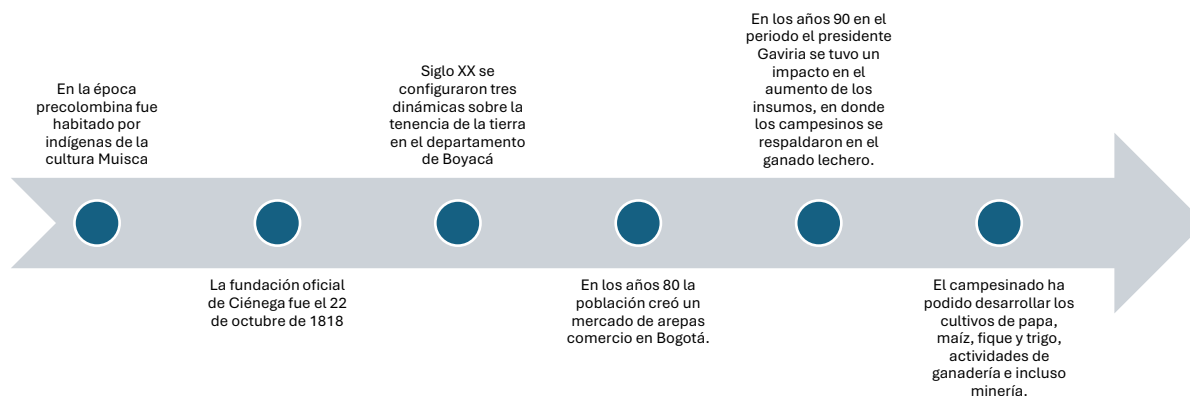 En la época
precolombina fue
habitado por
indígenas de la
cultura Muisca
La fundación oficial
de Ciénega fue el 22
de octubre de 1818
Siglo XX se
configuraron tres
dinámicas sobre la
tenencia de la tierra
en el departamento
de Boyacá
En los años 80 la
población creó un
mercado de arepas
comercio en Bogotá.
En los años 90 en el
periodo el presidente
Gaviria se tuvo un
impacto en el
aumento de los
insumos, en donde
los campesinos se
respaldaron en el
ganado lechero.
El campesinado ha
podido desarrollar los
cultivos de papa,
maíz, fique y trigo,
actividades de
ganadería e incluso
minería.